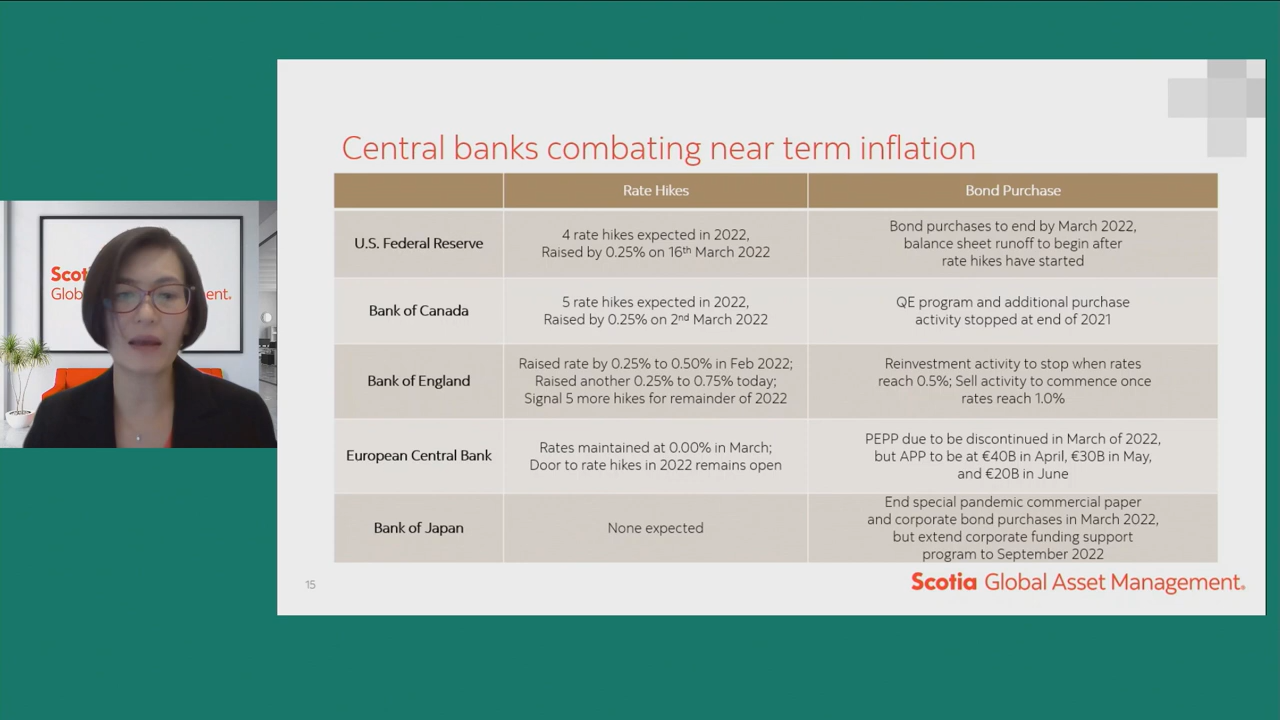 Central banks combating near term inflation
Rate Hikes
Bond Purchase
U.S. Federal Reserve
4 rate hikes expected in 2022,
Raised by 0.25% on 16th March 2022
Bond purchases to end by March 2022,
balance sheet runoff to begin after
rate hikes have started
Bank of Canada
5 rate hikes expected in 2022,
Raised by 0.25% on 2nd March 2022
QE program and additional purchase
activity stopped at end of 2021
Bank of England
Raised rate by 0.25% to 0.50% in Feb 2022;
Raised another 0.25% to 0.75% today;
Signal 5 more hikes for remainder of 2022
Reinvestment activity to stop when rates
reach 0.5%; Sell activity to commence once
rates reach 1.0%
European Central Bank
Rates maintained at 0.00% in March;
Door to rate hikes in 2022 remains open
PEPP due to be discontinued in March of 2022,
but APP to be at €40B in April, €30B in May,
and €20B in June
Bank of Japan
None expected
End special pandemic commercial paper
and corporate bond purchases in March 2022,
but extend corporate funding support
program to September 2022
15
Scotia Global Asset Management.
Scot
Glob ent.